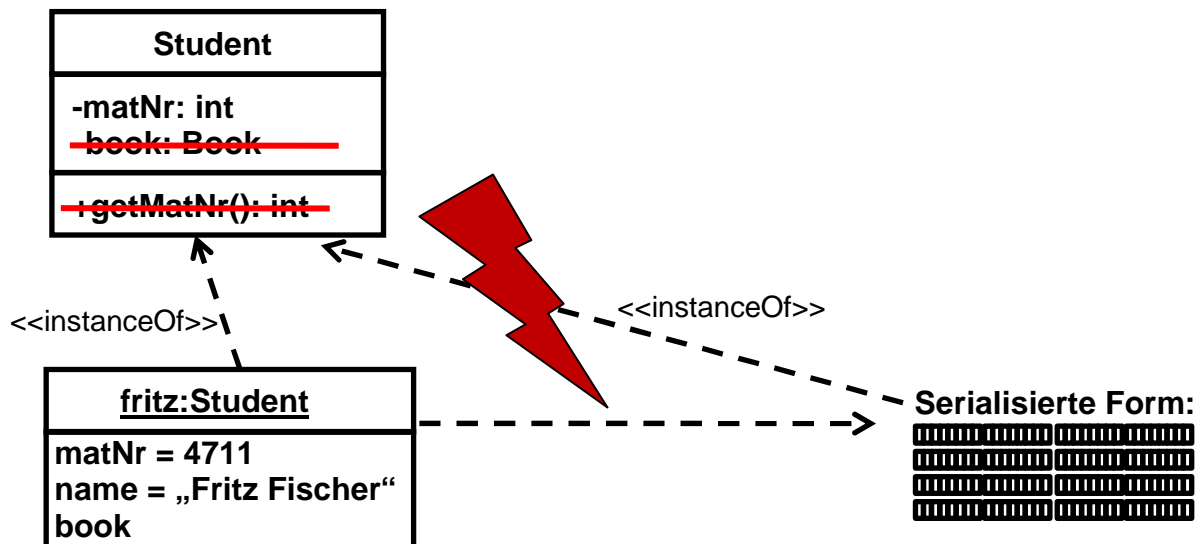 Student
-matNr: int
-book: Book
+getMatNr(): int
<<instanceOf>>
<<instanceOf>>
fritz:Student
matNr = 4711
name = „Fritz Fischer“
book
Serialisierte Form: